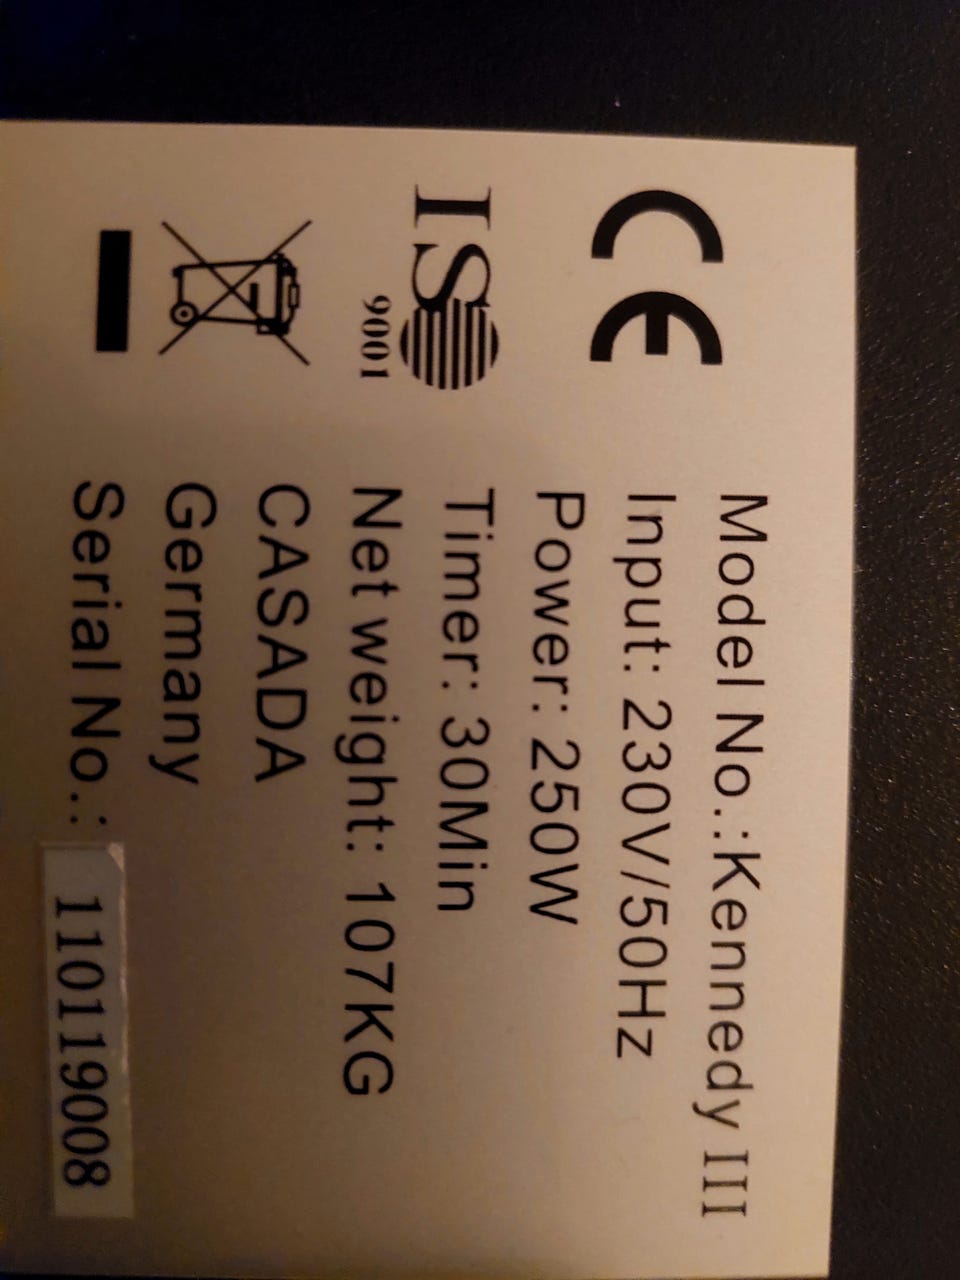 CE
ISO
9001
Model No.:Kennedy III
Input: 230V/50Hz
Power: 250W
Timer: 30Min
Net weight: 107KG
CASADA
Germany
Serial No.: 110119008